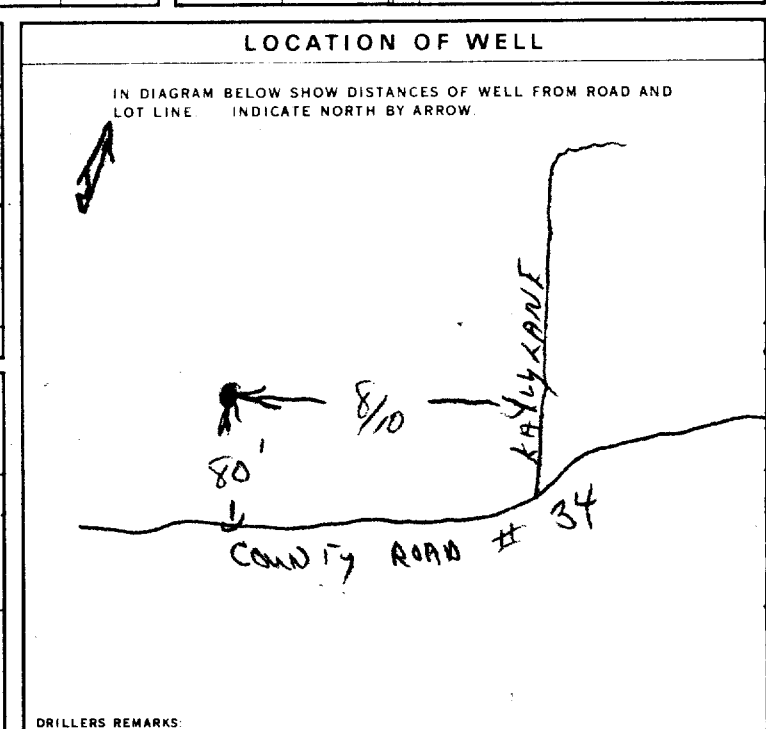 LOCATION OF WELL
IN DIAGRAM BELOW SHOW DISTANCES OF WELL FROM ROAD AND
LOT LINE. INDICATE NORTH BY ARROW.
8/10
80'
LANE
COUNTY ROAD # 34
DRILLERS REMARKS: